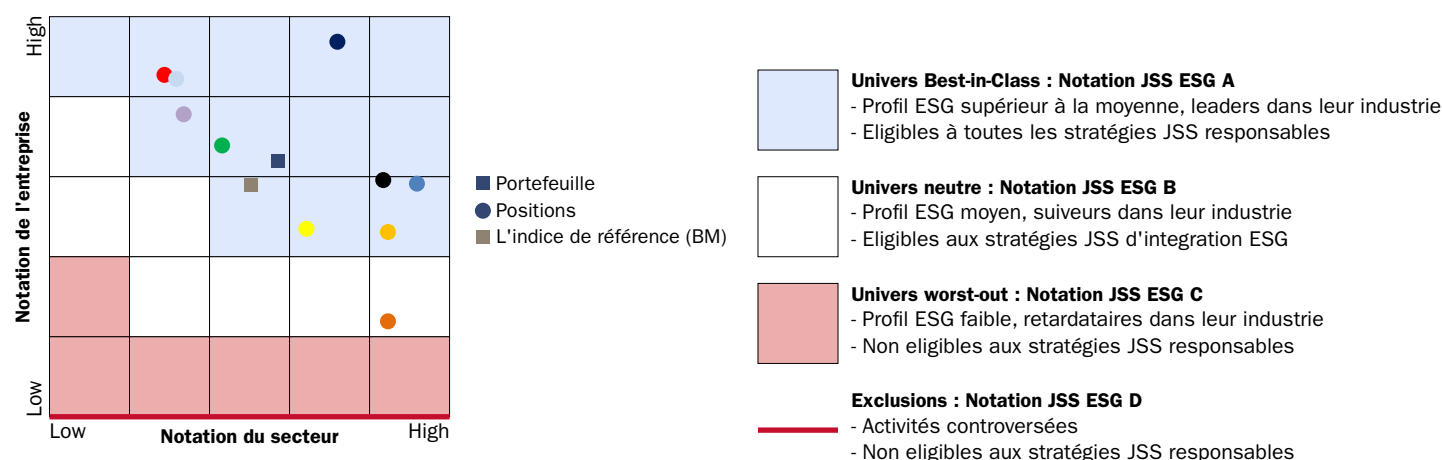 High
Notation de l'entreprise
Low
Low
Notation du secteur
High
Portefeuille
Positions
L'indice de référence (BM)
Univers Best-in-Class : Notation JSS ESG A
- Profil ESG supérieur à la moyenne, leaders dans leur industrie
- Eligibles à toutes les stratégies JSS responsables
Univers neutre : Notation JSS ESG B
- Profil ESG moyen, suiveurs dans leur industrie
- Eligibles aux stratégies JSS d'integration ESG
Univers worst-out : Notation JSS ESG C
- Profil ESG faible, retardataires dans leur industrie
- Non eligibles aux stratégies JSS responsables
Exclusions : Notation JSS ESG D
- Activités controversées
- Non eligibles aux stratégies JSS responsables